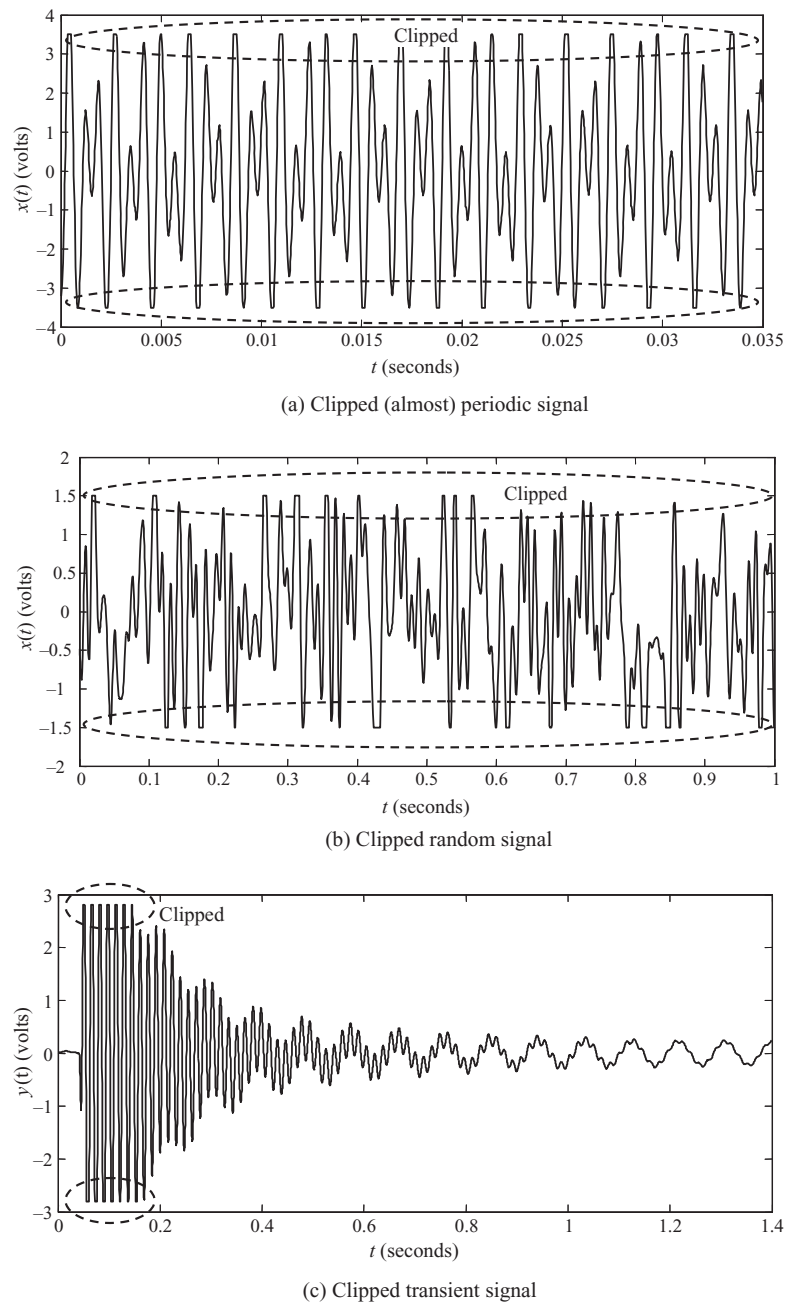 4
3
2
1
0
−1
−2
−3
−4
x(t) (volts)
Clipped
0 0.005 0.01 0.015 0.02 0.025 0.03 0.035
t (seconds)
(a) Clipped (almost) periodic signal
2
1.5
1
0.5
0
−0.5
−1
−1.5
−2
x(t) (volts)
Clipped
0 0.1 0.2 0.3 0.4 0.5 0.6 0.7 0.8 0.9 1
t (seconds)
(b) Clipped random signal
3
2
1
0
−1
−2
−3
y(t) (volts)
Clipped
0 0.2 0.4 0.6 0.8 1 1.2 1.4
t (seconds)
(c) Clipped transient signal